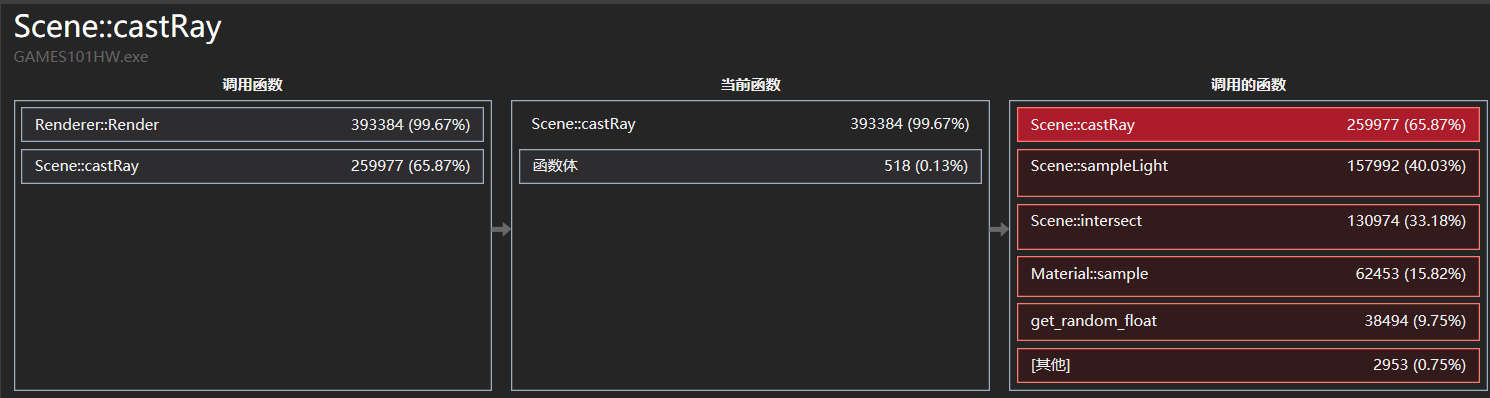 Scene::castRay
GAMES101HW.exe
调用函数 当前函数 调用的函数
Renderer::Render 393384 (99.67%)
Scene::castRay 259977 (65.87%)
Scene::castRay 393384 (99.67%)
函数体 518 (0.13%)
Scene::castRay 259977 (65.87%)
Scene::sampleLight 157992 (40.03%)
Scene::intersect 130974 (33.18%)
Material::sample 62453 (15.82%)
get_random_float 38494 (9.75%)
[其他] 2953 (0.75%)